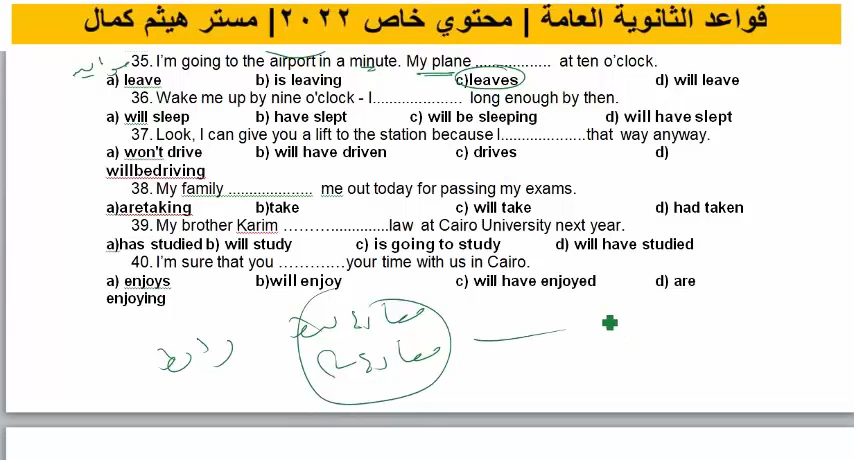 قواعد الثانوية العامة | محتوي خاص ٢٠٢٢ | مستر هيثم كمال
35. I'm going to the airport in a minute. My plane ................. at ten o'clock.
a) leave b) is leaving c)leaves d) will leave
36. Wake me up by nine o'clock - I..................... long enough by then.
a) will sleep b) have slept c) will be sleeping d) will have slept
37. Look, I can give you a lift to the station because I....................that way anyway.
a) won't drive b) will have driven c) drives d)
willbedriving
38. My family .................... me out today for passing my exams.
a)aretaking b)take c) will take d) had taken
39. My brother Karim ………..............law at Cairo University next year.
a)has studied b) will study c) is going to study d) will have studied
40. I'm sure that you …………your time with us in Cairo.
a) enjoys b)will enjoy c) will have enjoyed d) are
enjoying
رابط